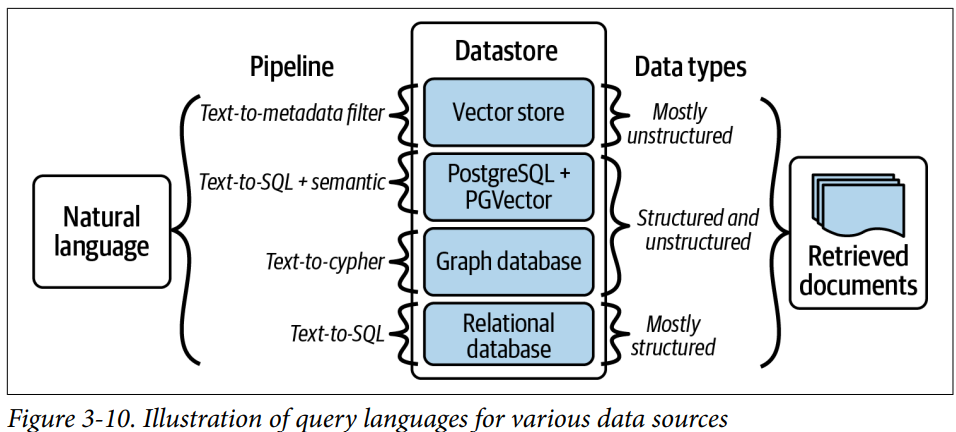 Pipeline
Datastore
Data types
Natural
language
Text-to-metadata filter
Text-to-SQL + semantic
Text-to-cypher
Text-to-SQL
Vector store
PostgreSQL +
PGVector
Graph database
Relational
database
Mostly
unstructured
Structured and
unstructured
Mostly
structured
Retrieved
documents
Figure 3-10. Illustration of query languages for various data sources